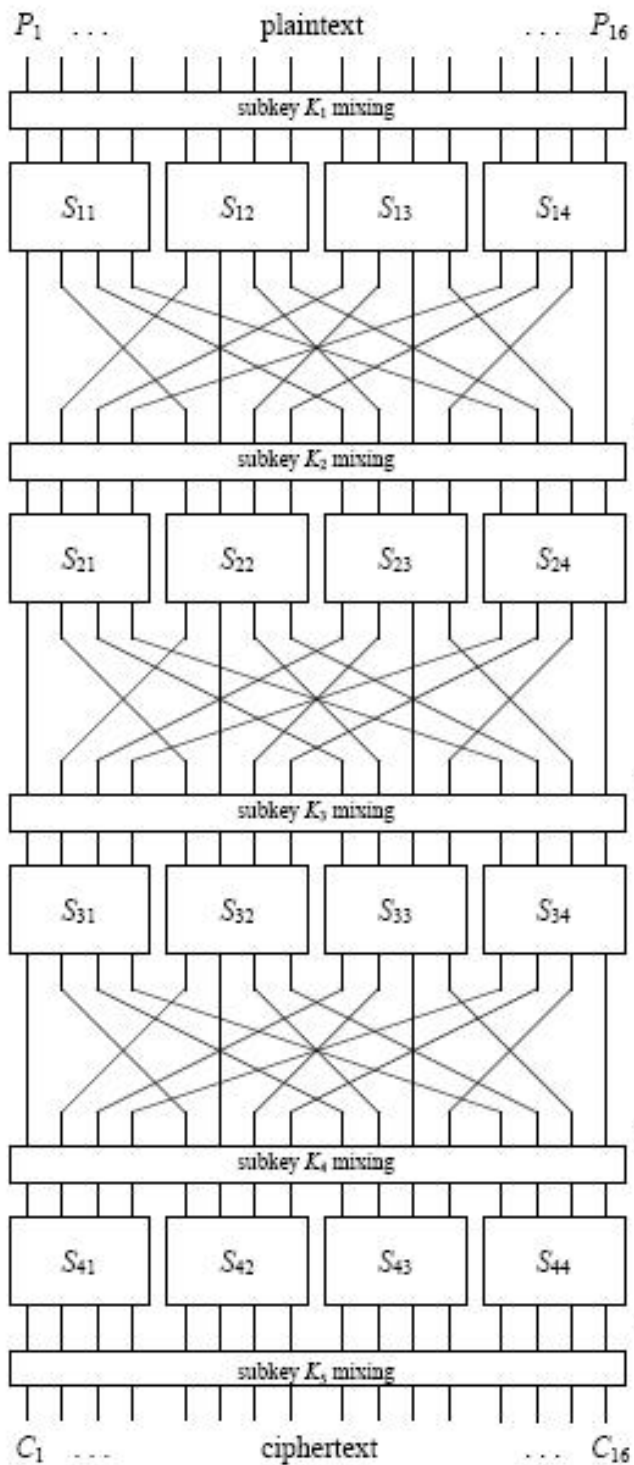 P₁ . . . plaintext . . . P₁₆
subkey K₁ mixing
S₁₁ S₁₂ S₁₃ S₁₄
subkey K₂ mixing
S₂₁ S₂₂ S₂₃ S₂₄
subkey K₃ mixing
S₃₁ S₃₂ S₃₃ S₃₄
subkey K₄ mixing
S₄₁ S₄₂ S₄₃ S₄₄
subkey K₅ mixing
C₁ . . . ciphertext . . . C₁₆